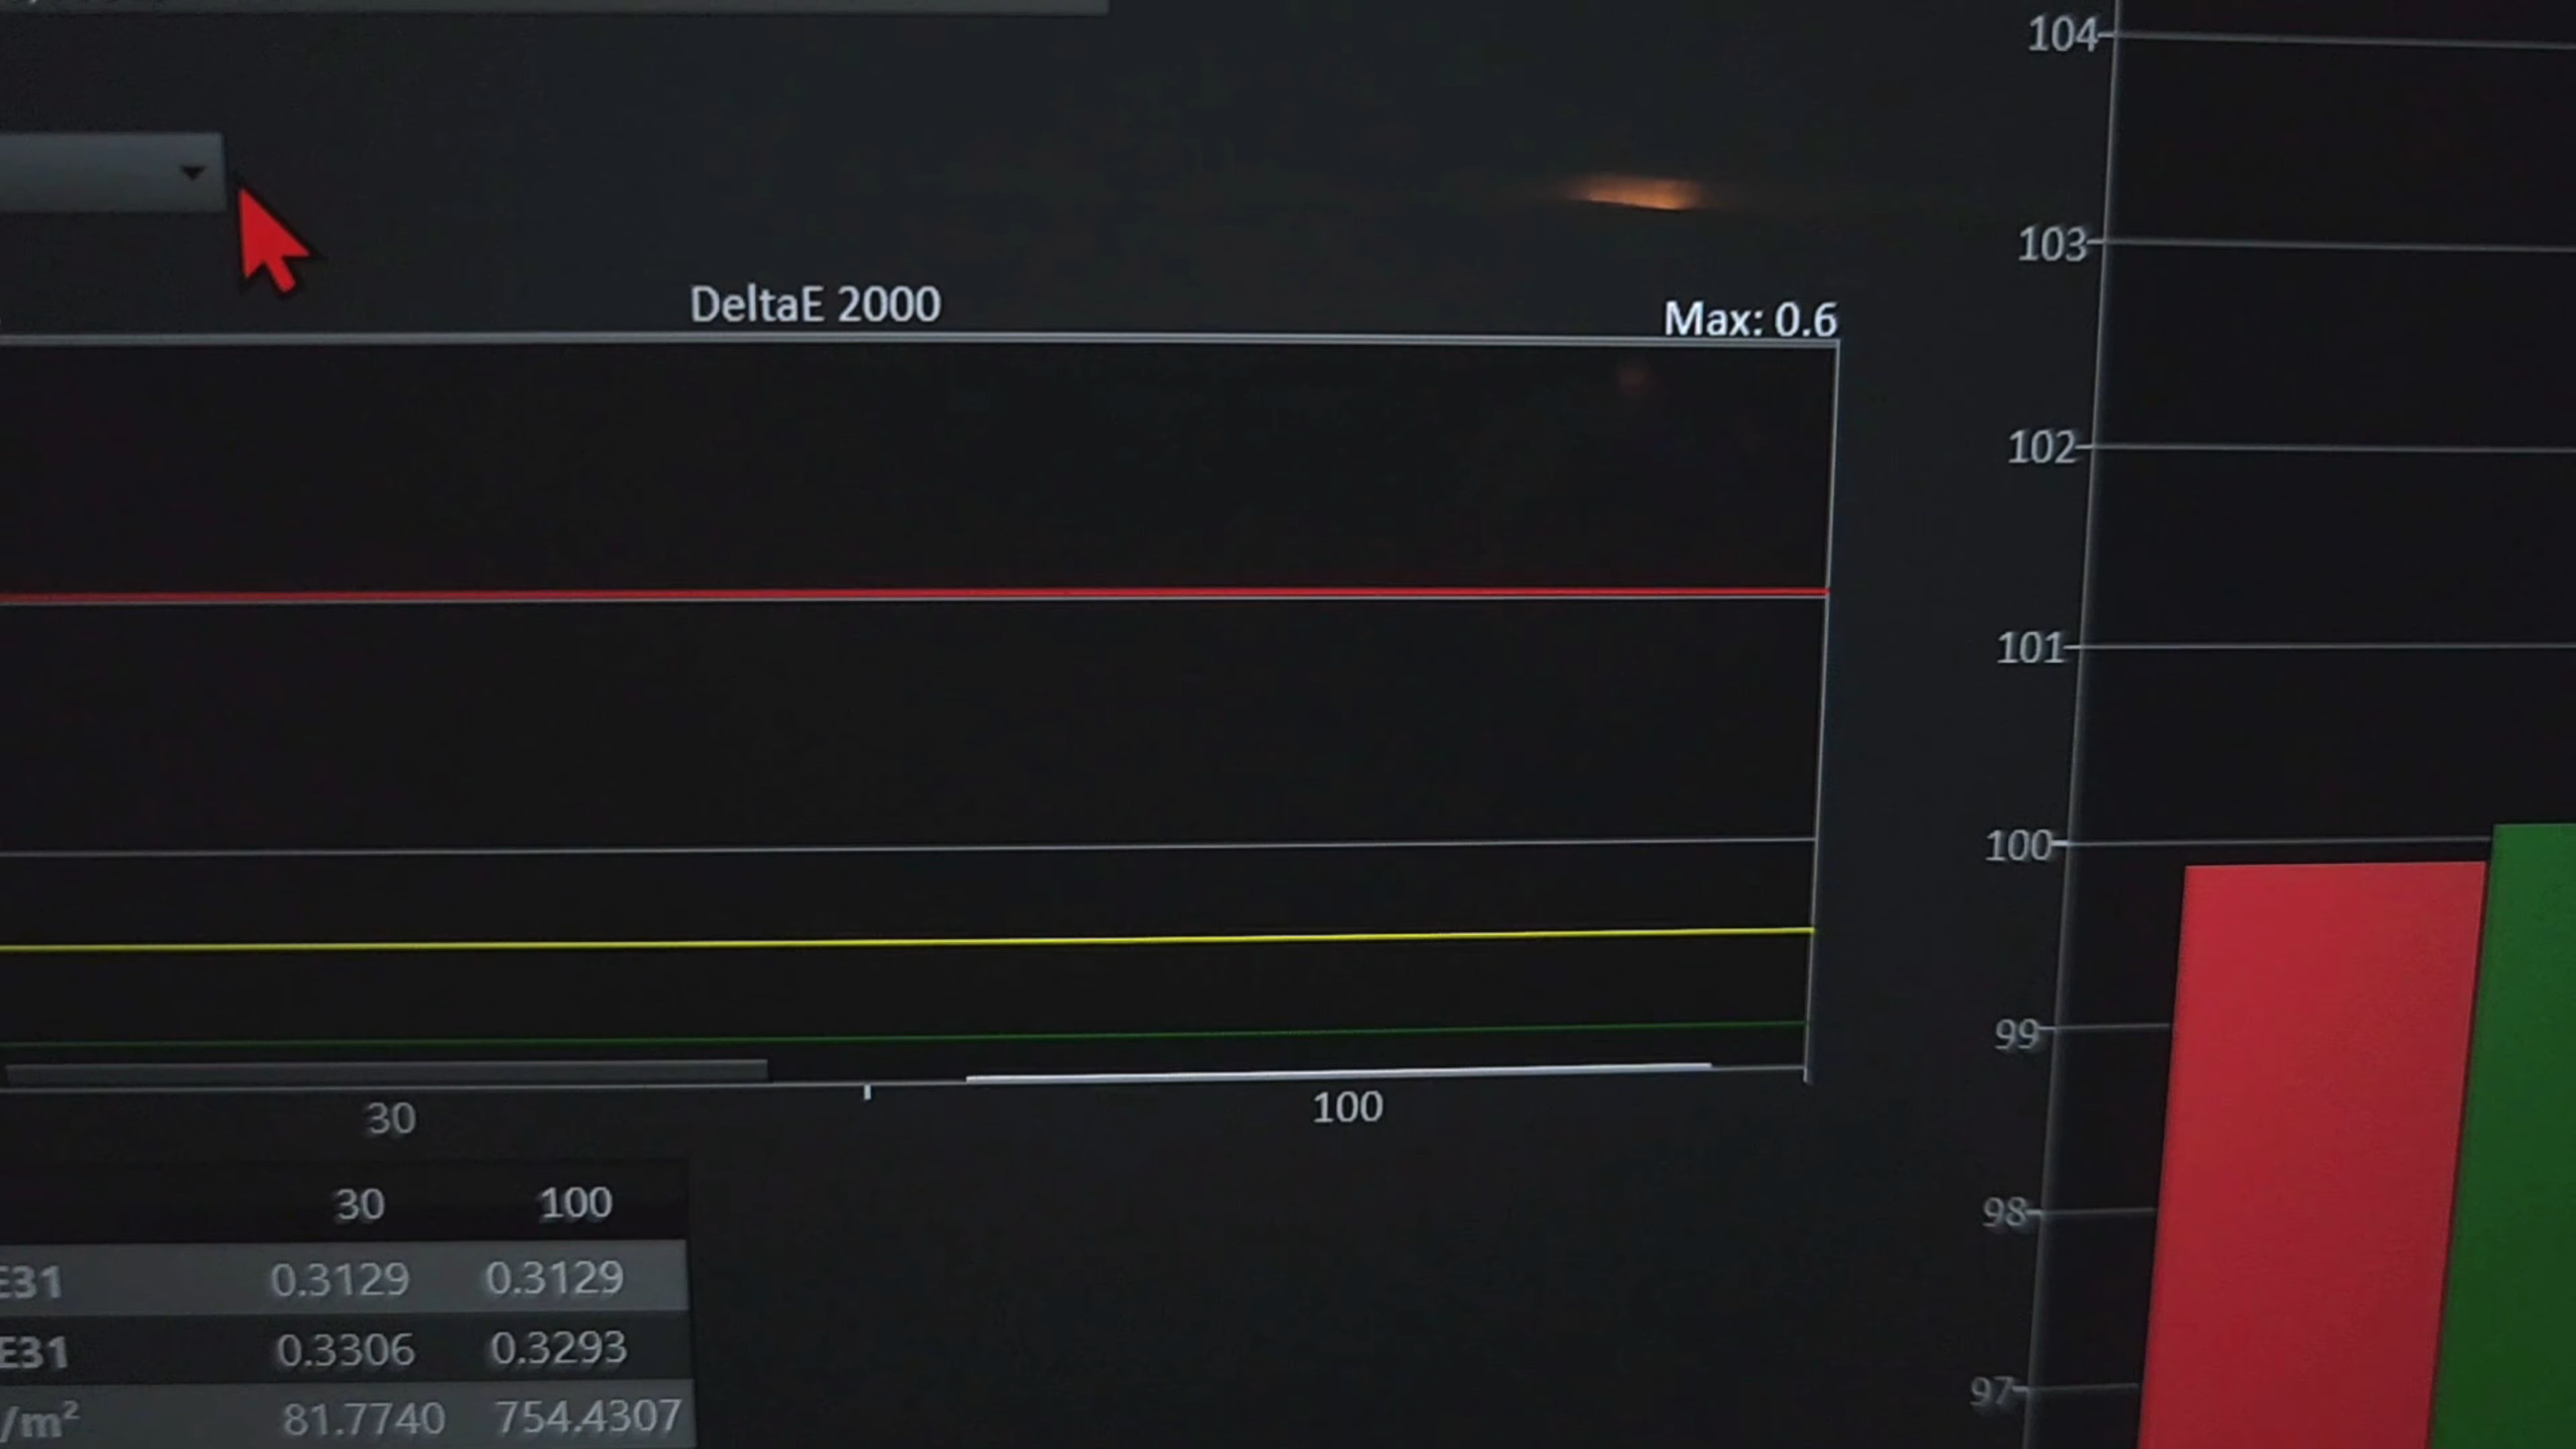 DeltaE 2000
Max: 0.6
30
100
30 100
E31 0.3129 0.3129
E31 0.3306 0.3293
/m² 81.7740 754.4307
104
103
102
101
100
99
98
97